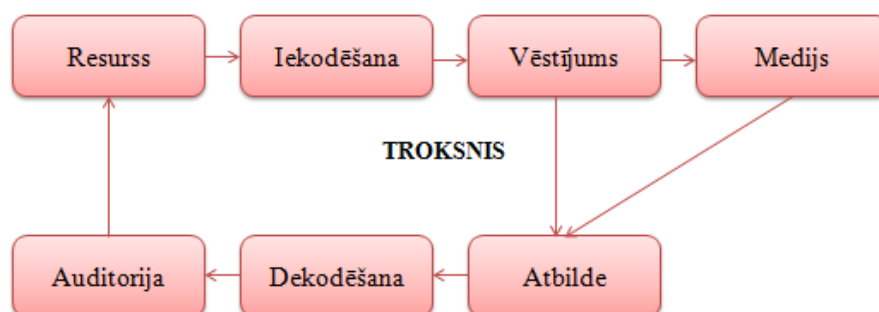 Resurss
Iekodēšana
Vēstījums
Medijs
TROKSNIS
Auditorija
Dekodēšana
Atbilde